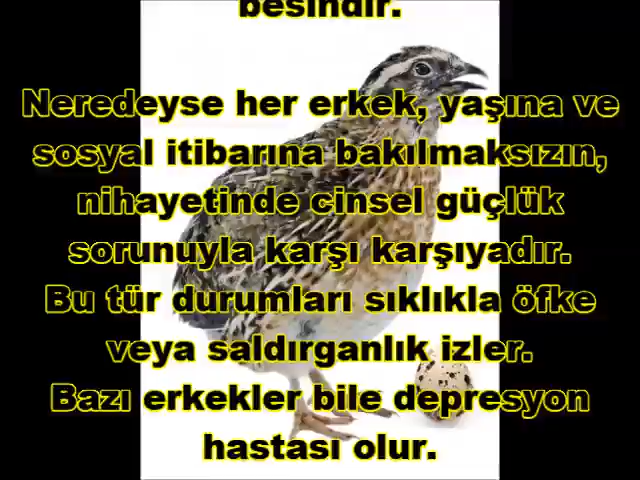 besindir.
Neredeyse her erkek, yaşına ve
sosyal itibarına bakılmaksızın,
nihayetinde cinsel güçlük
sorunuyla karşı karşıyadır.
Bu tür durumları sıklıkla öfke
veya saldırganlık izler.
Bazı erkekler bile depresyon
hastası olur.